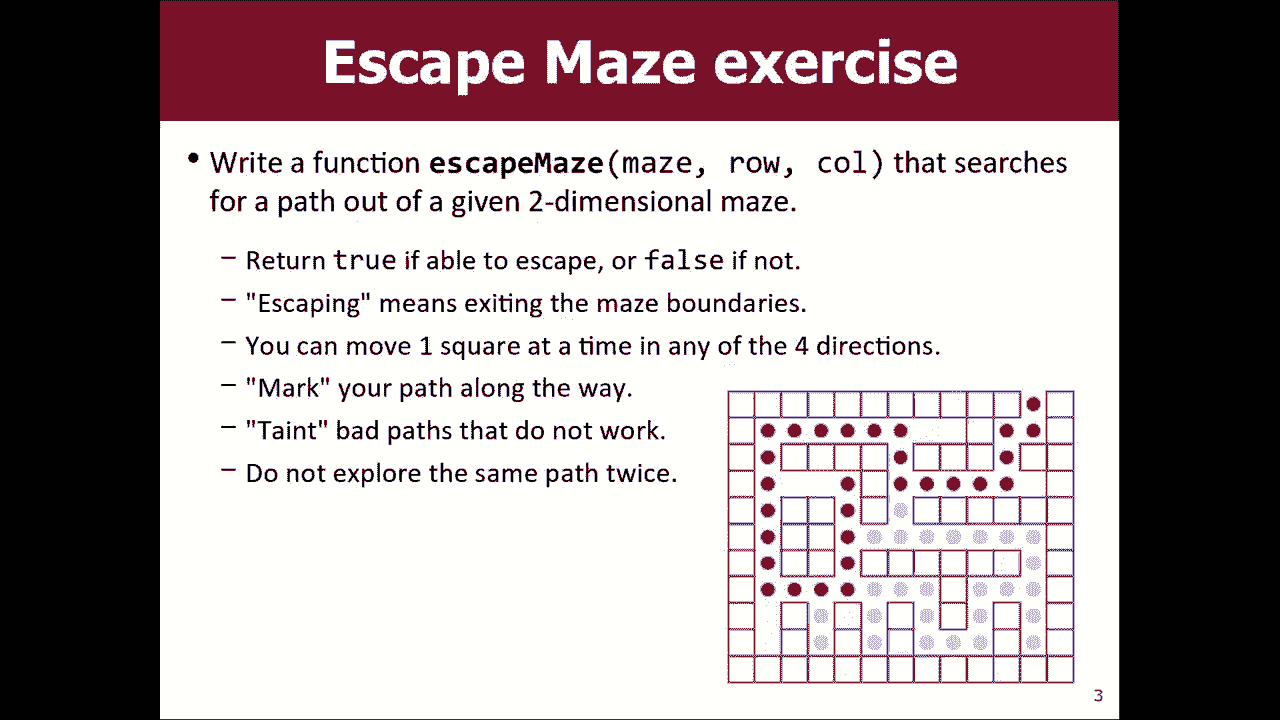 Escape Maze exercise
• Write a function escapeMaze(maze, row, col) that searches
for a path out of a given 2-dimensional maze.
– Return true if able to escape, or false if not.
– "Escaping" means exiting the maze boundaries.
– You can move 1 square at a time in any of the 4 directions.
– "Mark" your path along the way.
– "Taint" bad paths that do not work.
– Do not explore the same path twice.
3